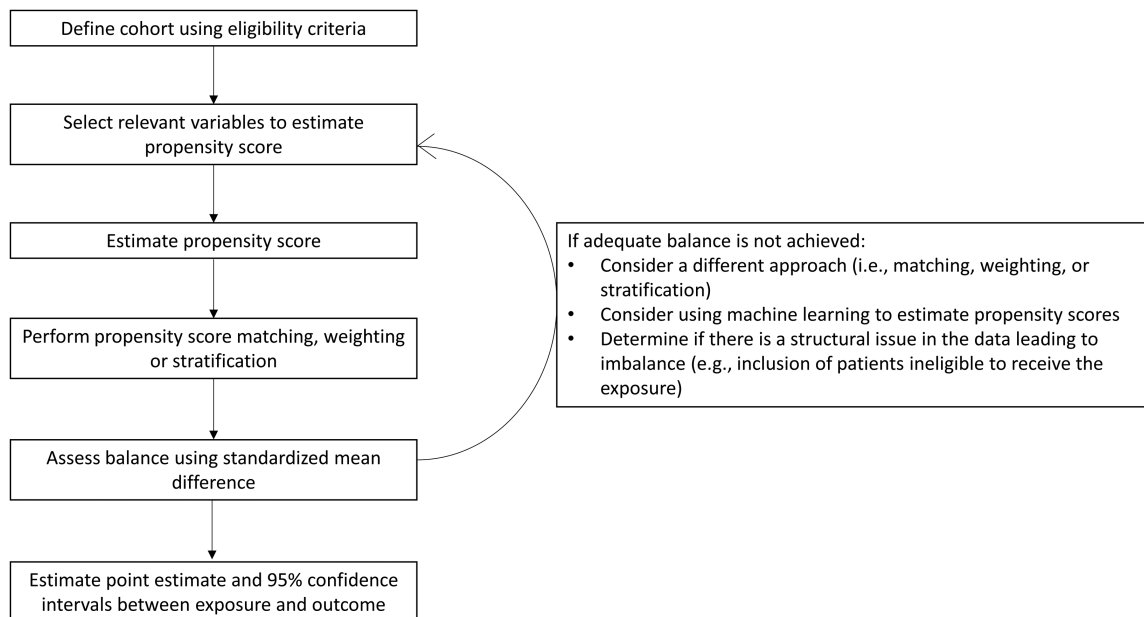 Define cohort using eligibility criteria
Select relevant variables to estimate
propensity score
Estimate propensity score
Perform propensity score matching, weighting
or stratification
Assess balance using standardized mean
difference
Estimate point estimate and 95% confidence
intervals between exposure and outcome
If adequate balance is not achieved:
• Consider a different approach (i.e., matching, weighting, or
stratification)
• Consider using machine learning to estimate propensity scores
• Determine if there is a structural issue in the data leading to
imbalance (e.g., inclusion of patients ineligible to receive the
exposure)